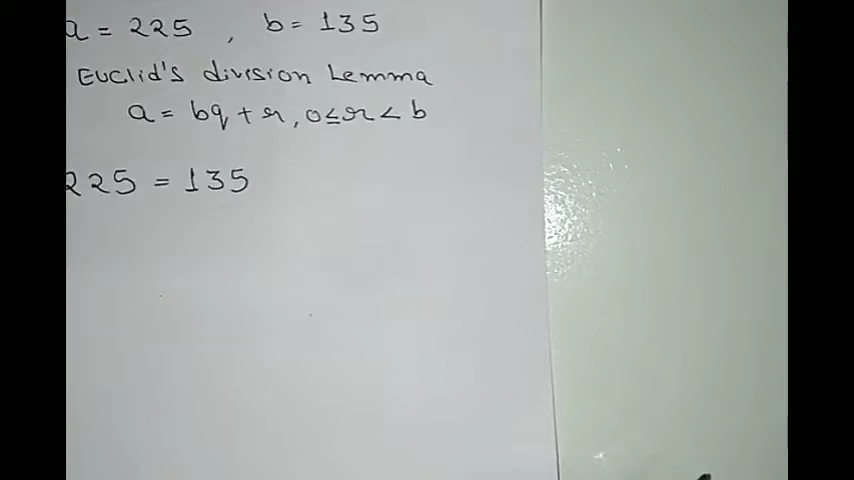 a = 225 , b = 135
Euclid's division Lemma
a = bq + r, 0≤r< b
225 = 135